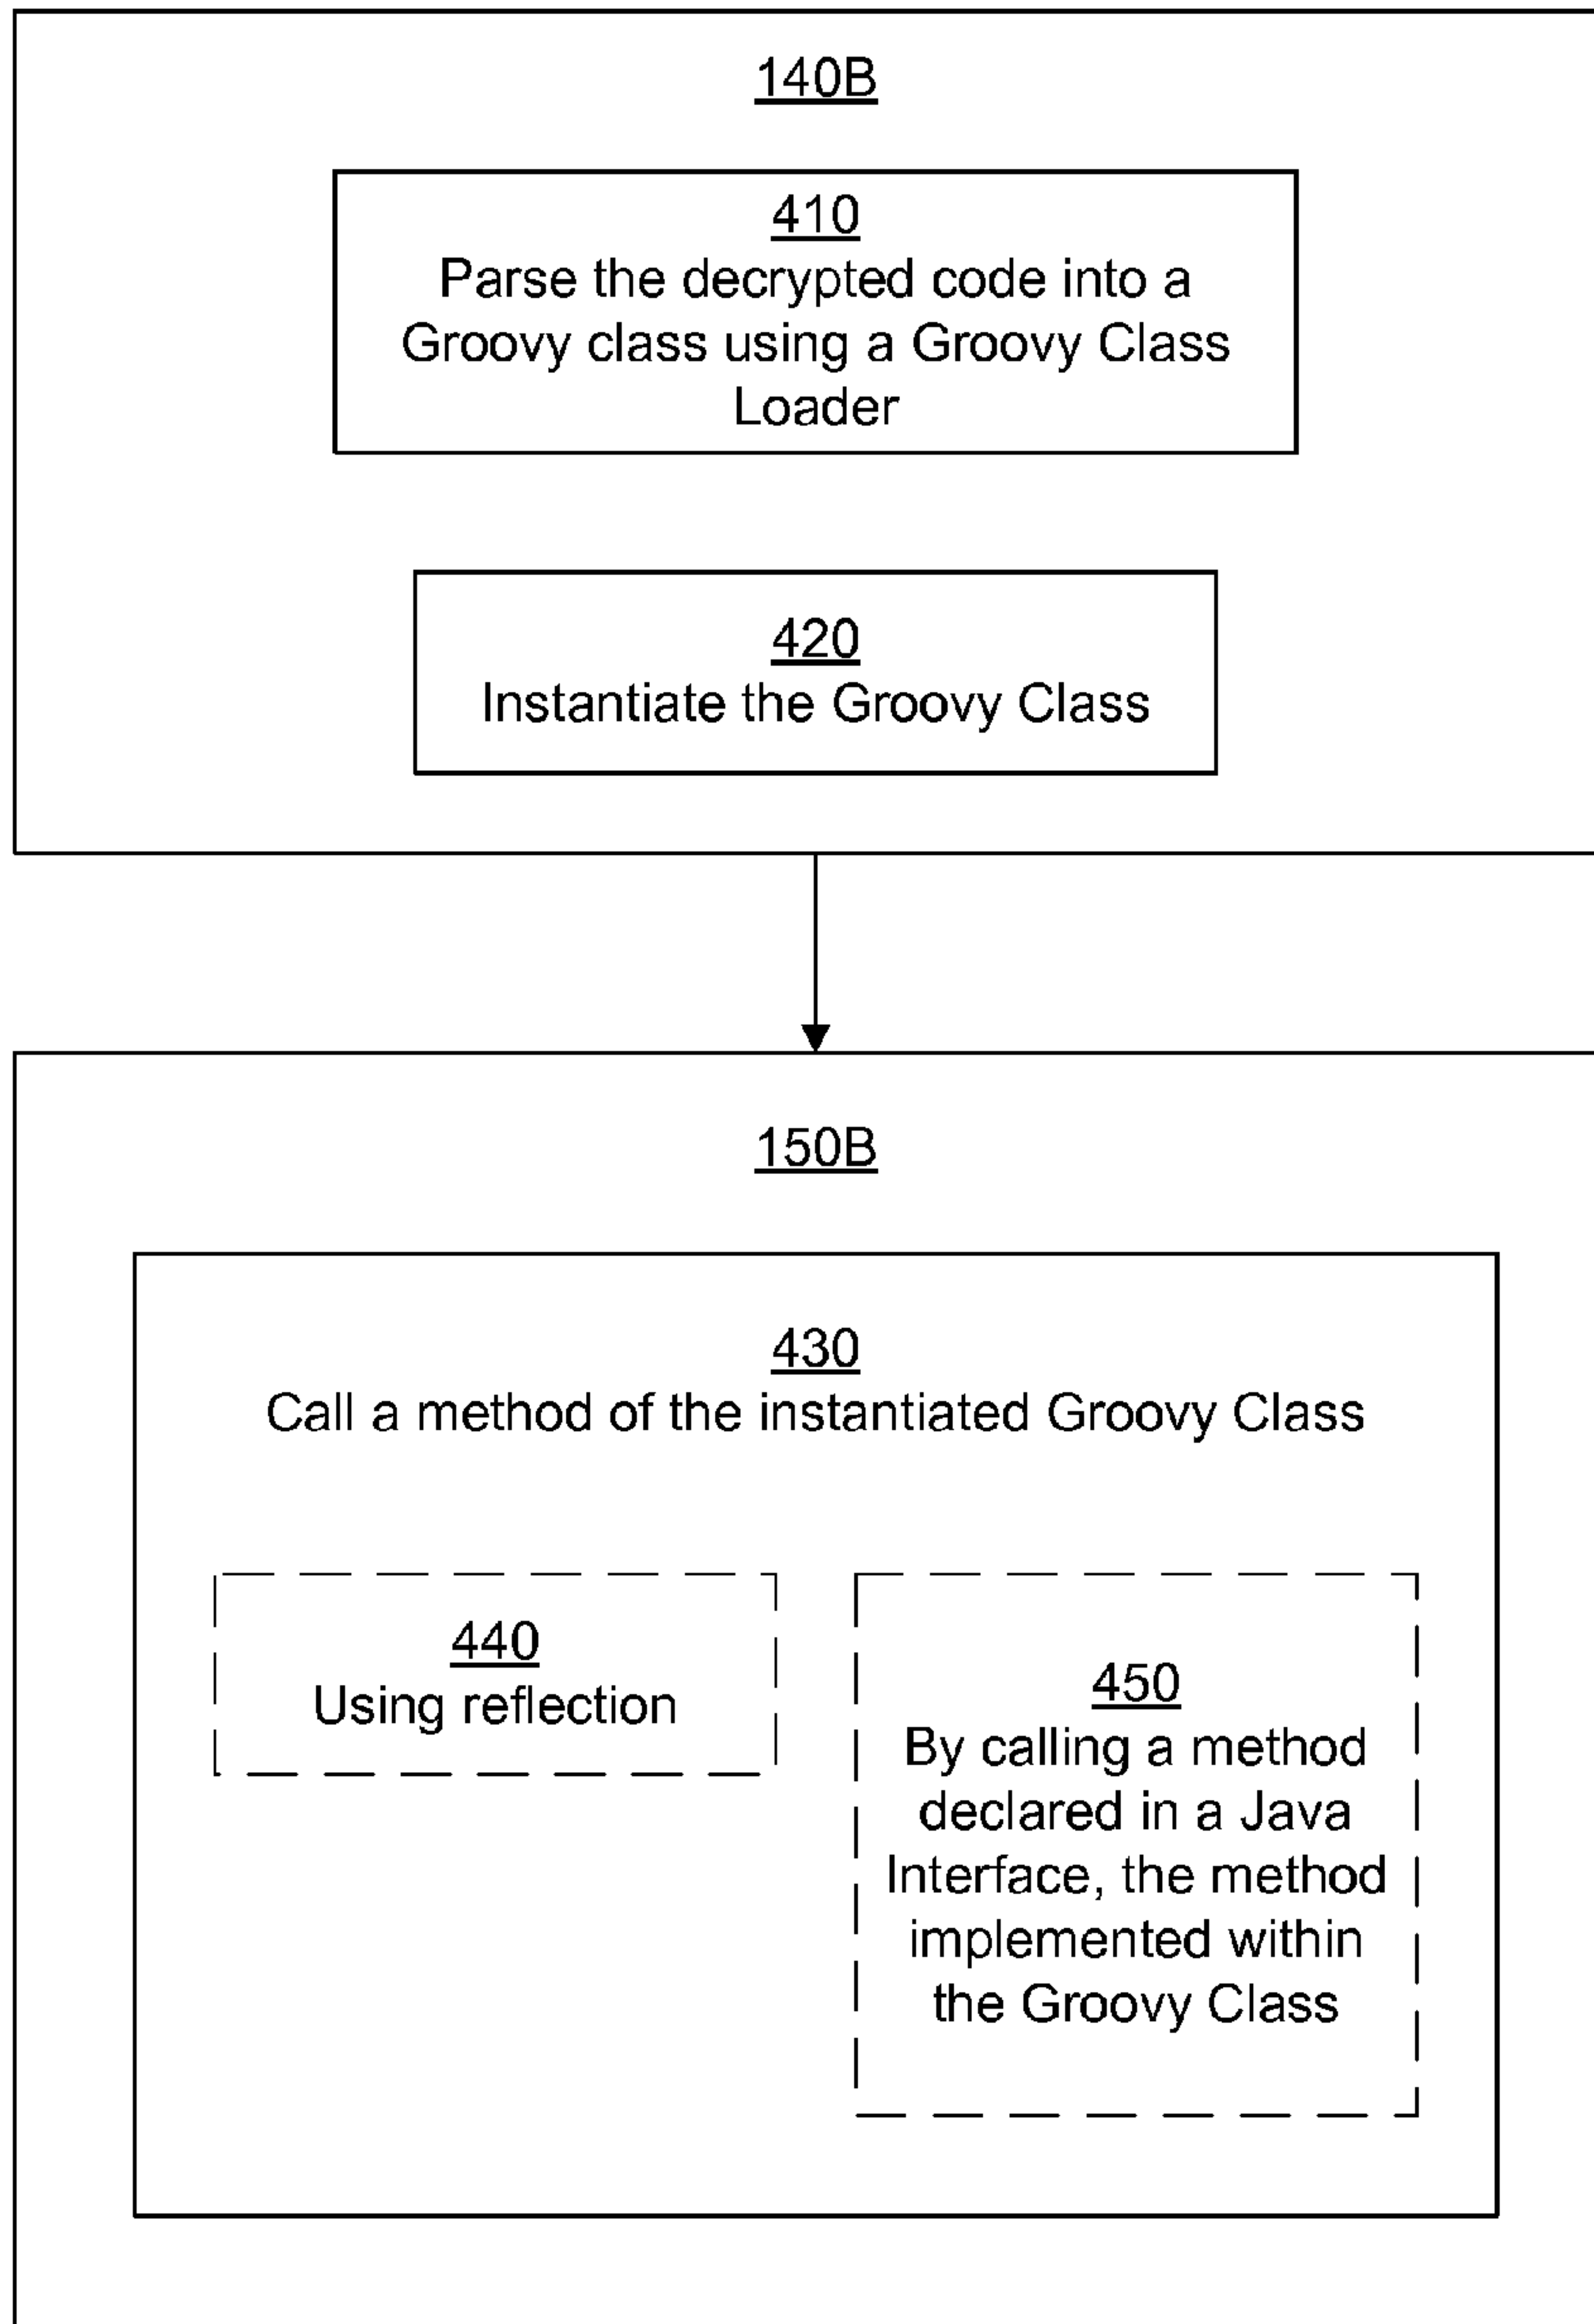 140B
410
Parse the decrypted code into a
Groovy class using a Groovy Class
Loader
420
Instantiate the Groovy Class
150B
430
Call a method of the instantiated Groovy Class
440
Using reflection
450
By calling a method
declared in a Java
Interface, the method
implemented within
the Groovy Class